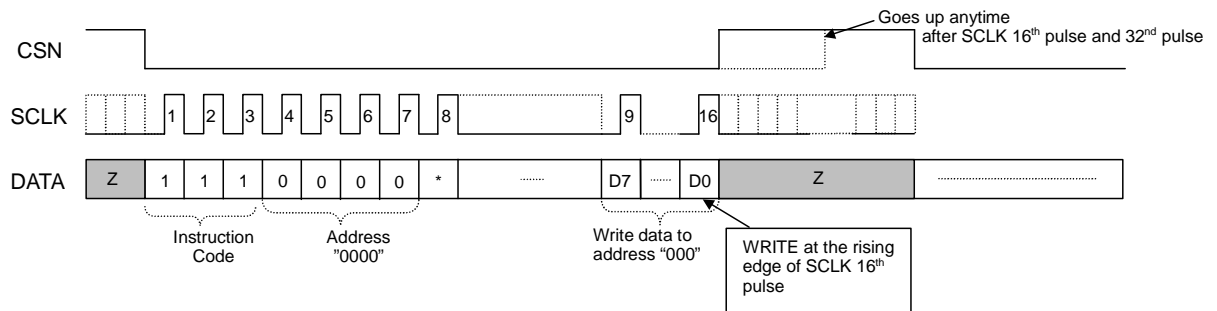 Goes up anytime
after SCLK 16th pulse and 32nd pulse
CSN
SCLK 1 2 3 4 5 6 7 8 9 16
DATA Z 1 1 1 0 0 0 0 * ........ D7 ...... D0 Z ........................................
Instruction
Code
Address
"0000"
Write data to
address "000"
WRITE at the rising
edge of SCLK 16th
pulse